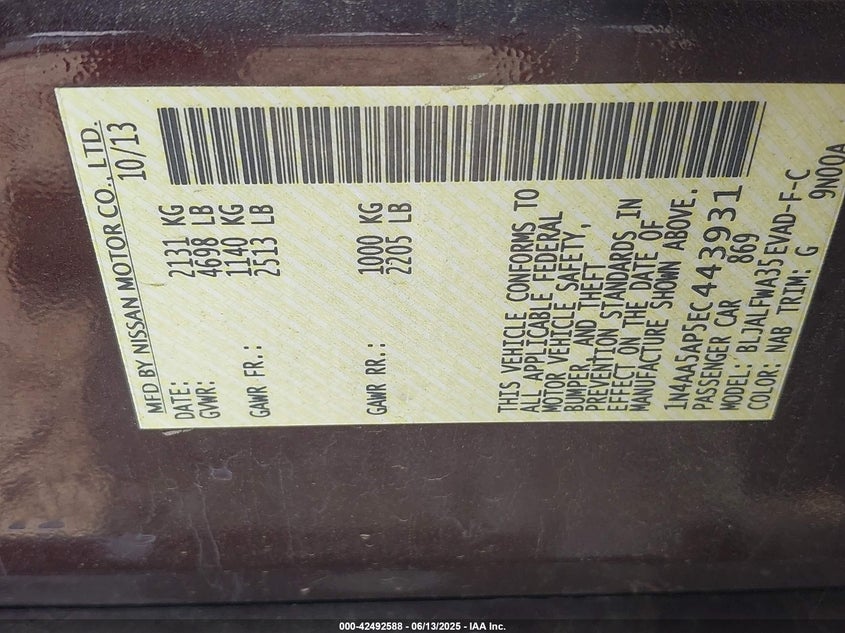 MFD BY NISSAN MOTOR CO., LTD.
DATE: 10/13
GVWR: 2131 KG
4698 LB
GAWR FR.: 1140 KG
2513 LB
GAWR RR.: 1000 KG
2205 LB
THIS VEHICLE CONFORMS TO
ALL APPLICABLE FEDERAL
MOTOR VEHICLE SAFETY,
BUMPER, AND THEFT
PREVENTION STANDARDS IN
EFFECT ON THE DATE OF
MANUFACTURE SHOWN ABOVE.
1N4AA5AP5EC443931
PASSENGER CAR 869
MODEL: BLJALFWA35EVAD-F-C
COLOR: NAB TRIM: G 9N00A
000-42492588 - 06/13/2025 - IAA Inc.